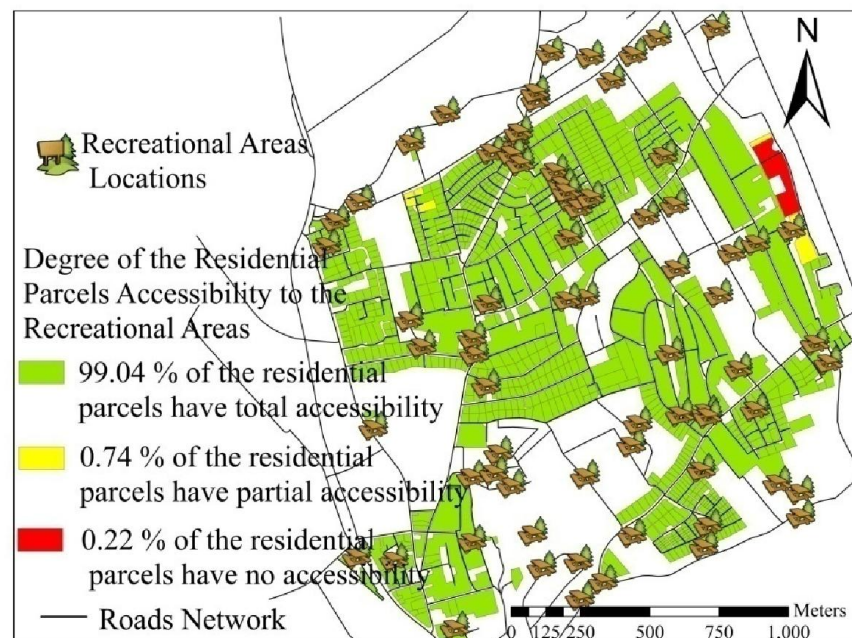 N
Recreational Areas
Locations
Degree of the Residential
Parcels Accessibility to the
Recreational Areas
99.04 % of the residential
parcels have total accessibility
0.74 % of the residential
parcels have partial accessibility
0.22 % of the residential
parcels have no accessibility
Roads Network
Meters
0 125 250 500 750 1,000